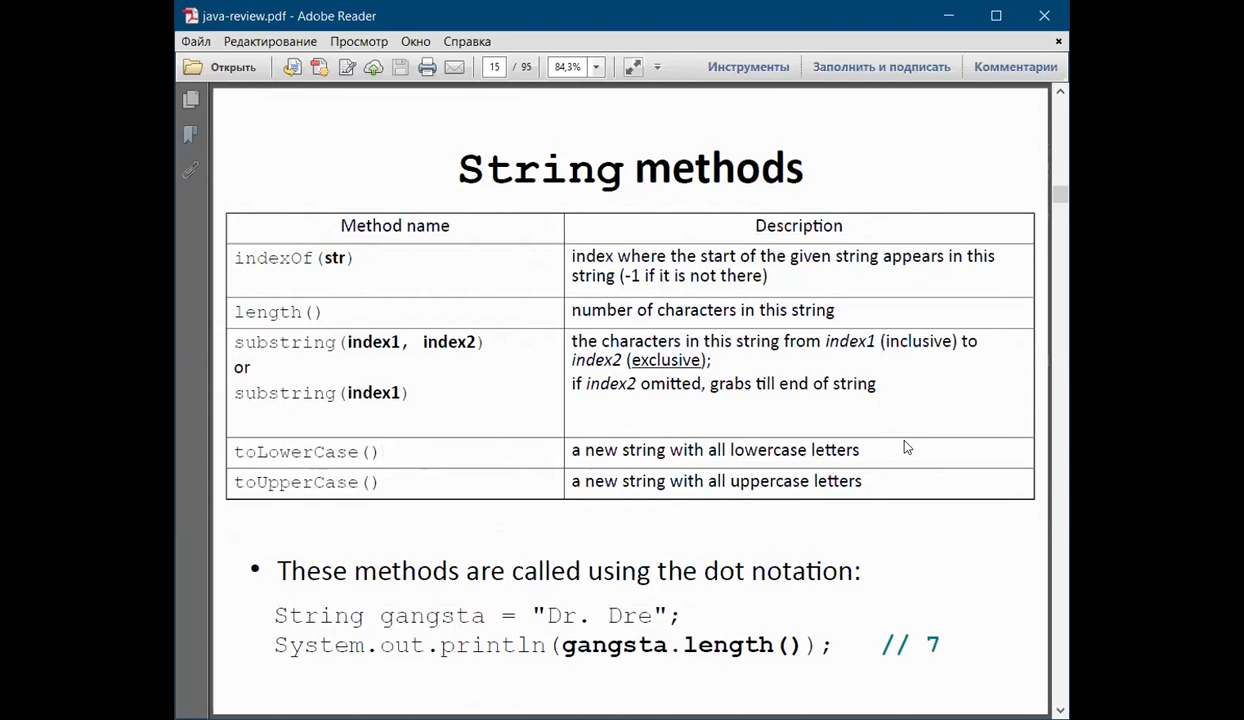 java-review.pdf - Adobe Reader
Файл Редактирование Просмотр Окно Справка
Открыть 15 / 95 84,3% Инструменты Заполнить и подписать Комментарии
String methods
Method name Description
indexOf(str) index where the start of the given string appears in this
string (-1 if it is not there)
length() number of characters in this string
substring(index1, index2) the characters in this string from index1 (inclusive) to
or index2 (exclusive);
substring(index1) if index2 omitted, grabs till end of string
toLowerCase() a new string with all lowercase letters
toUpperCase() a new string with all uppercase letters
• These methods are called using the dot notation:
String gangsta = "Dr. Dre";
System.out.println(gangsta.length()); // 7